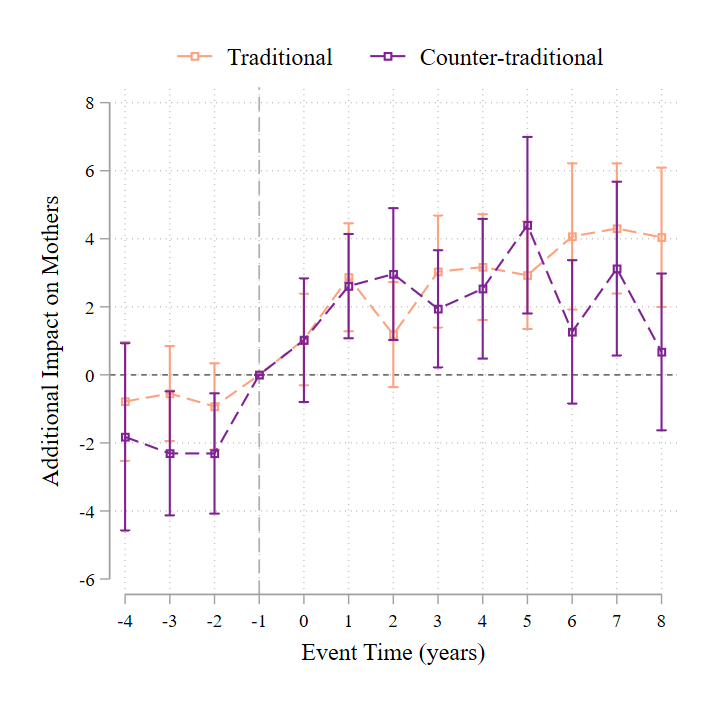 Traditional Counter-traditional
8
6
4
2
0
-2
-4
-6
Additional Impact on Mothers
-4 -3 -2 -1 0 1 2 3 4 5 6 7 8
Event Time (years)